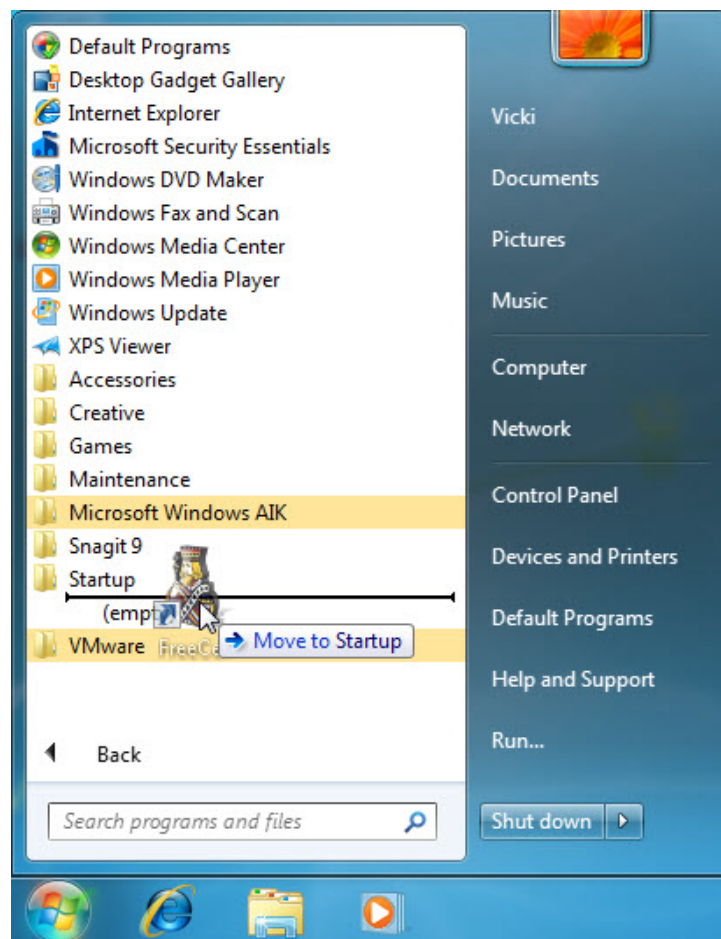 Default Programs
Desktop Gadget Gallery
Internet Explorer
Microsoft Security Essentials
Windows DVD Maker
Windows Fax and Scan
Windows Media Center
Windows Media Player
Windows Update
XPS Viewer
Accessories
Creative
Games
Maintenance
Microsoft Windows AIK
Snagit 9
Startup
(empt
VMware FreeCe
Move to Startup
Back
Search programs and files
Vicki
Documents
Pictures
Music
Computer
Network
Control Panel
Devices and Printers
Default Programs
Help and Support
Run...
Shut down